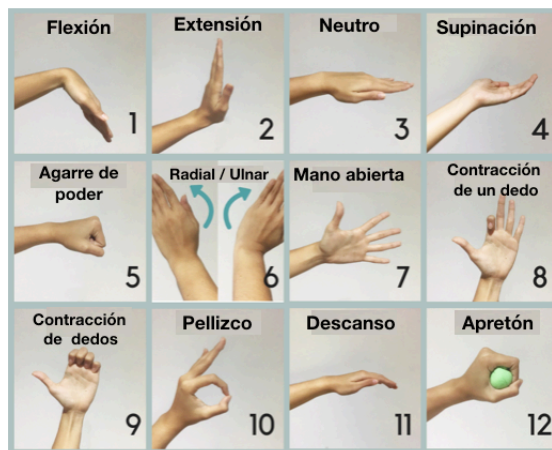 Flexión
1
Extensión
2
Neutro
3
Supinación
4
Agarre de
poder
5
Radial / Ulnar
6
Mano abierta
7
Contracción
de un dedo
8
Contracción
de dedos
9
Pellizco
10
Descanso
11
Apretón
12